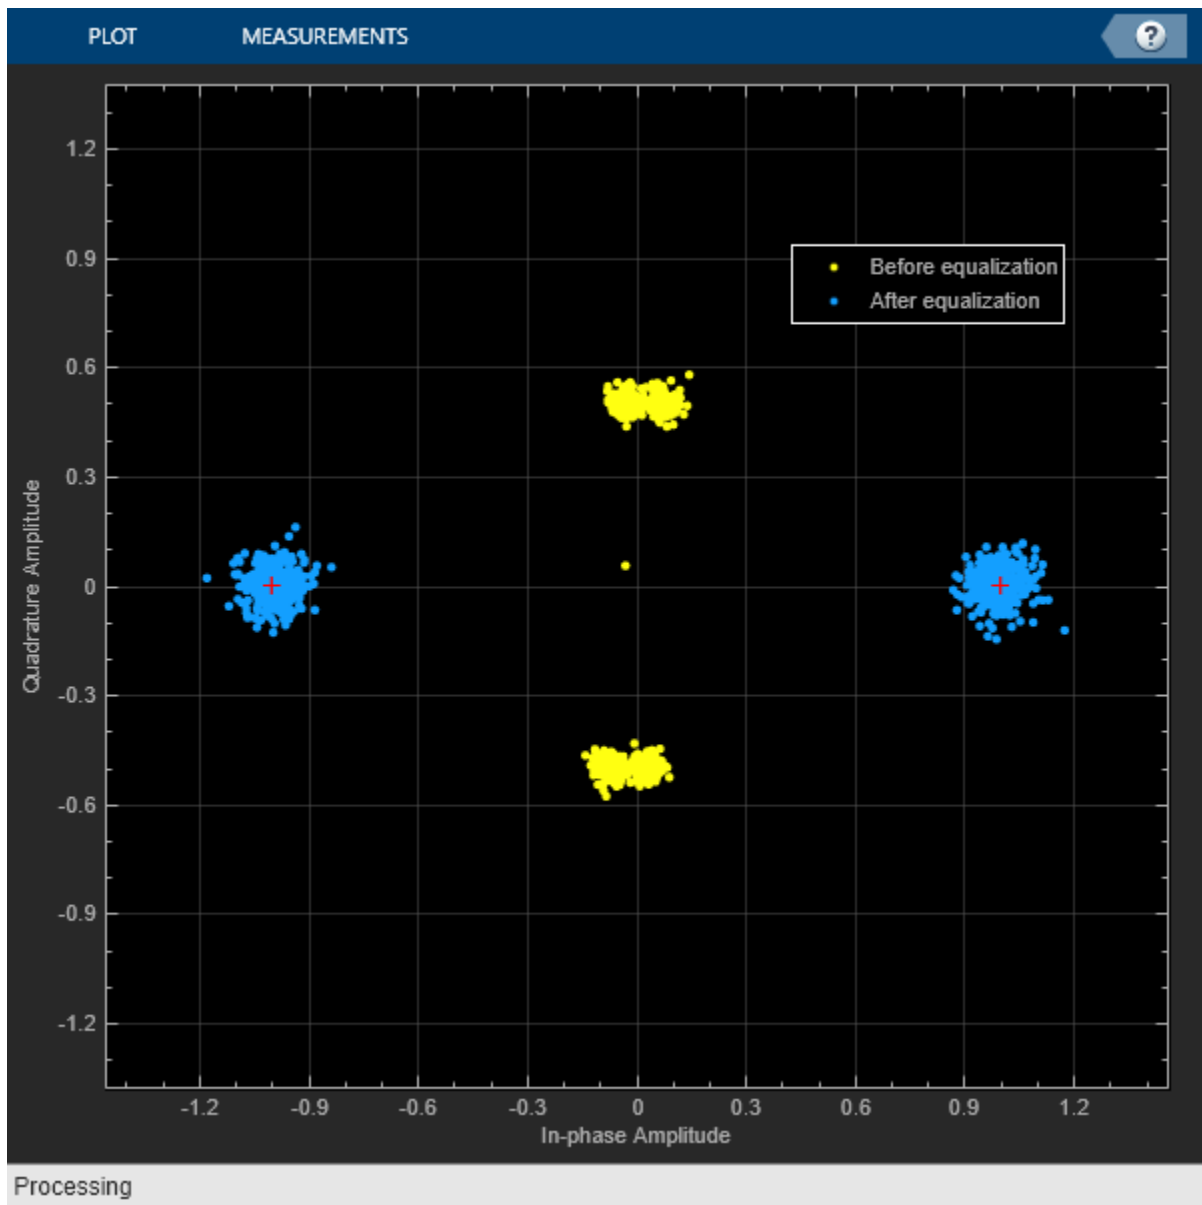 PLOT MEASUREMENTS ?
1.2
0.9
Before equalization
After equalization
0.6
0.3
0
-0.3
-0.6
-0.9
-1.2
Quadrature Amplitude
-1.2 -0.9 -0.6 -0.3 0 0.3 0.6 0.9 1.2
In-phase Amplitude
Processing